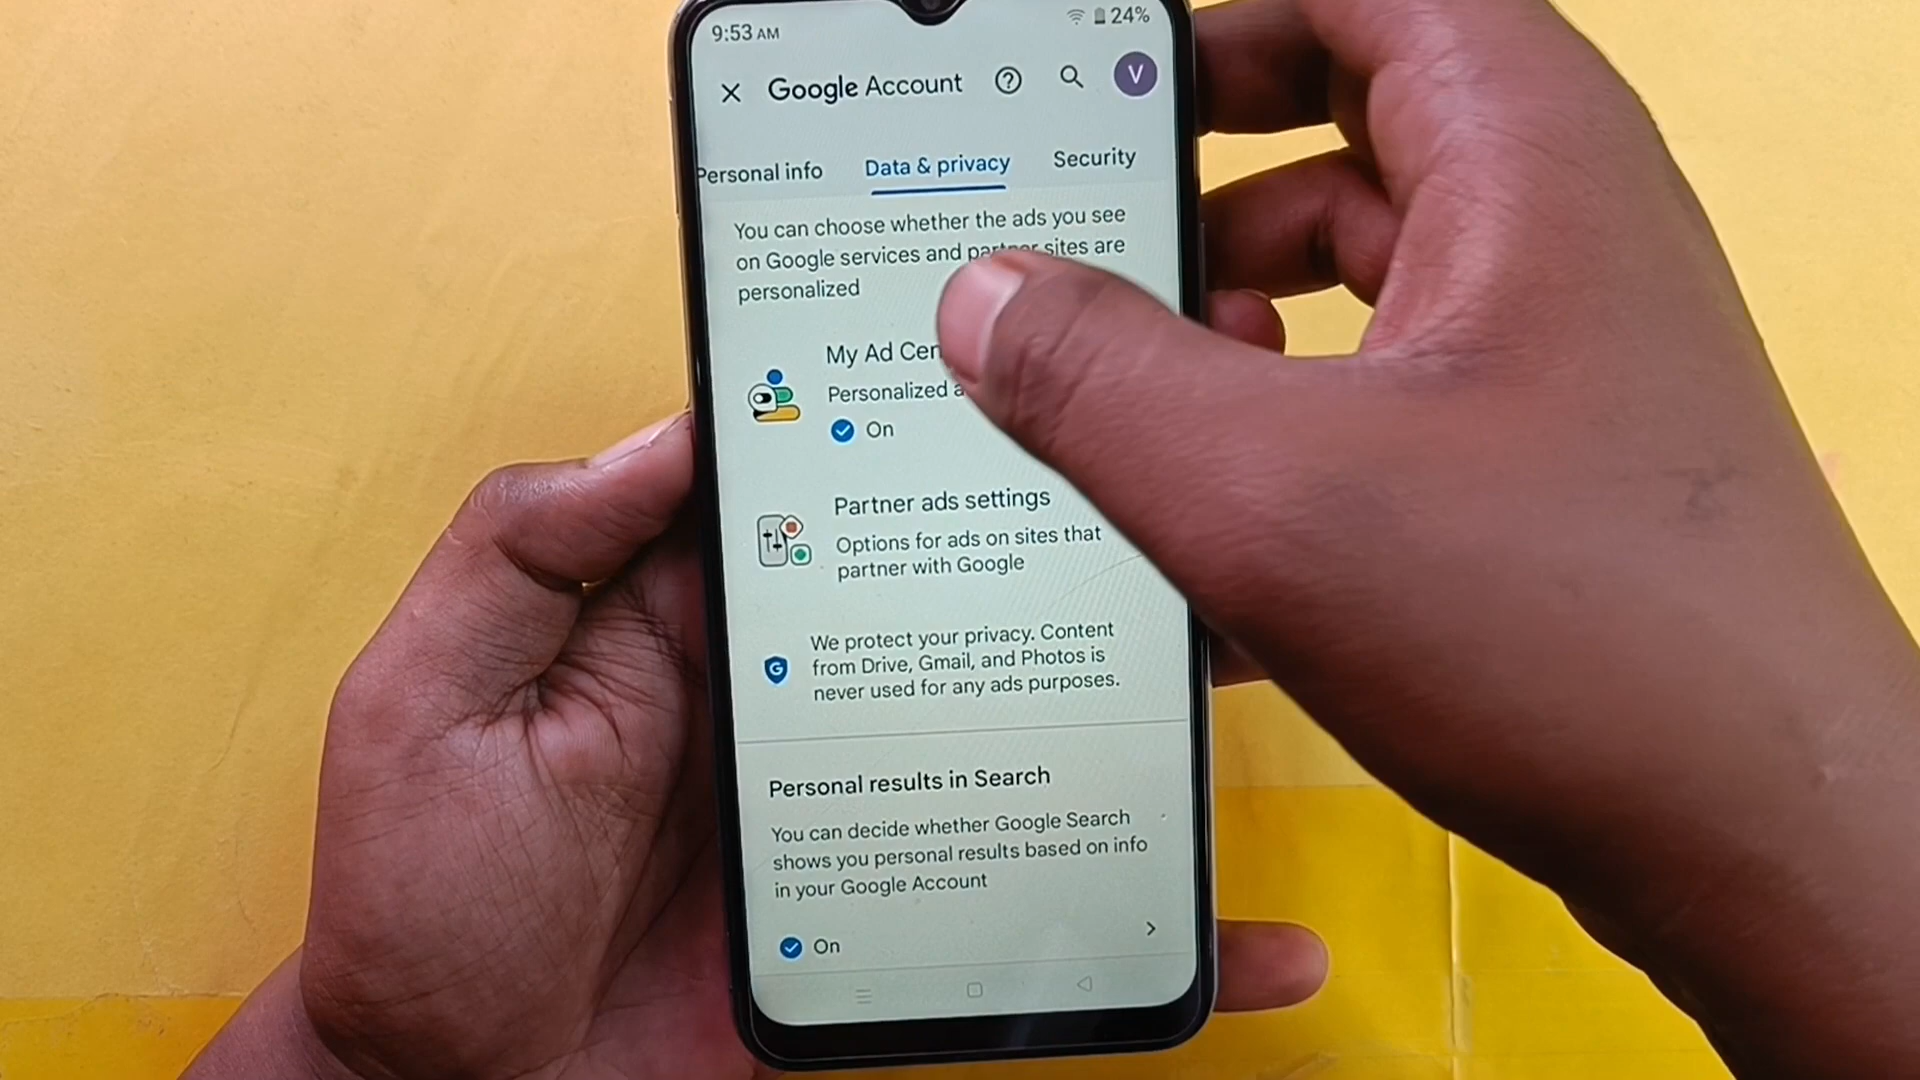 9:53 AM
24%
Google Account
V
Personal info
Data & privacy
Security
You can choose whether the ads you see
on Google services and partner sites are
personalized
My Ad Cen
Personalized a
On
Partner ads settings
Options for ads on sites that
partner with Google
We protect your privacy. Content
G
from Drive, Gmail, and Photos is
never used for any ads purposes.
Personal results in Search
You can decide whether Google Search
shows you personal results based on info
in your Google Account
On